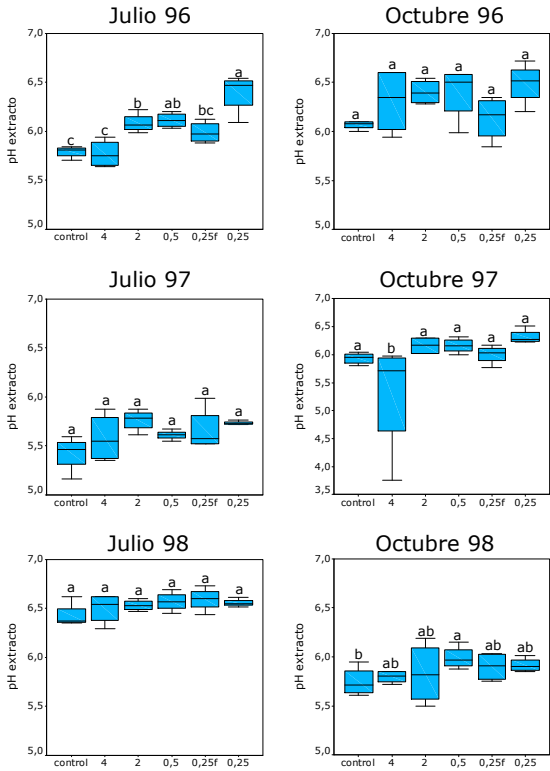 Julio 96
7,0
6,5
6,0
5,5
5,0
pH extracto
c c b ab bc a
control 4 2 0,5 0,25f 0,25
Octubre 96
7,0
6,5
6,0
5,5
5,0
pH extracto
a a a a a a
control 4 2 0,5 0,25f 0,25
Julio 97
7,0
6,5
6,0
5,5
5,0
pH extracto
a a a a a a
control 4 2 0,5 0,25f 0,25
Octubre 97
7,0
6,5
6,0
5,5
5,0
4,5
4,0
3,5
pH extracto
a b a a a a
control 4 2 0,5 0,25f 0,25
Julio 98
7,0
6,5
6,0
5,5
5,0
pH extracto
a a a a a a
control 4 2 0,5 0,25f 0,25
Octubre 98
7,0
6,5
6,0
5,5
5,0
pH extracto
b ab ab a ab ab
control 4 2 0,5 0,25f 0,25